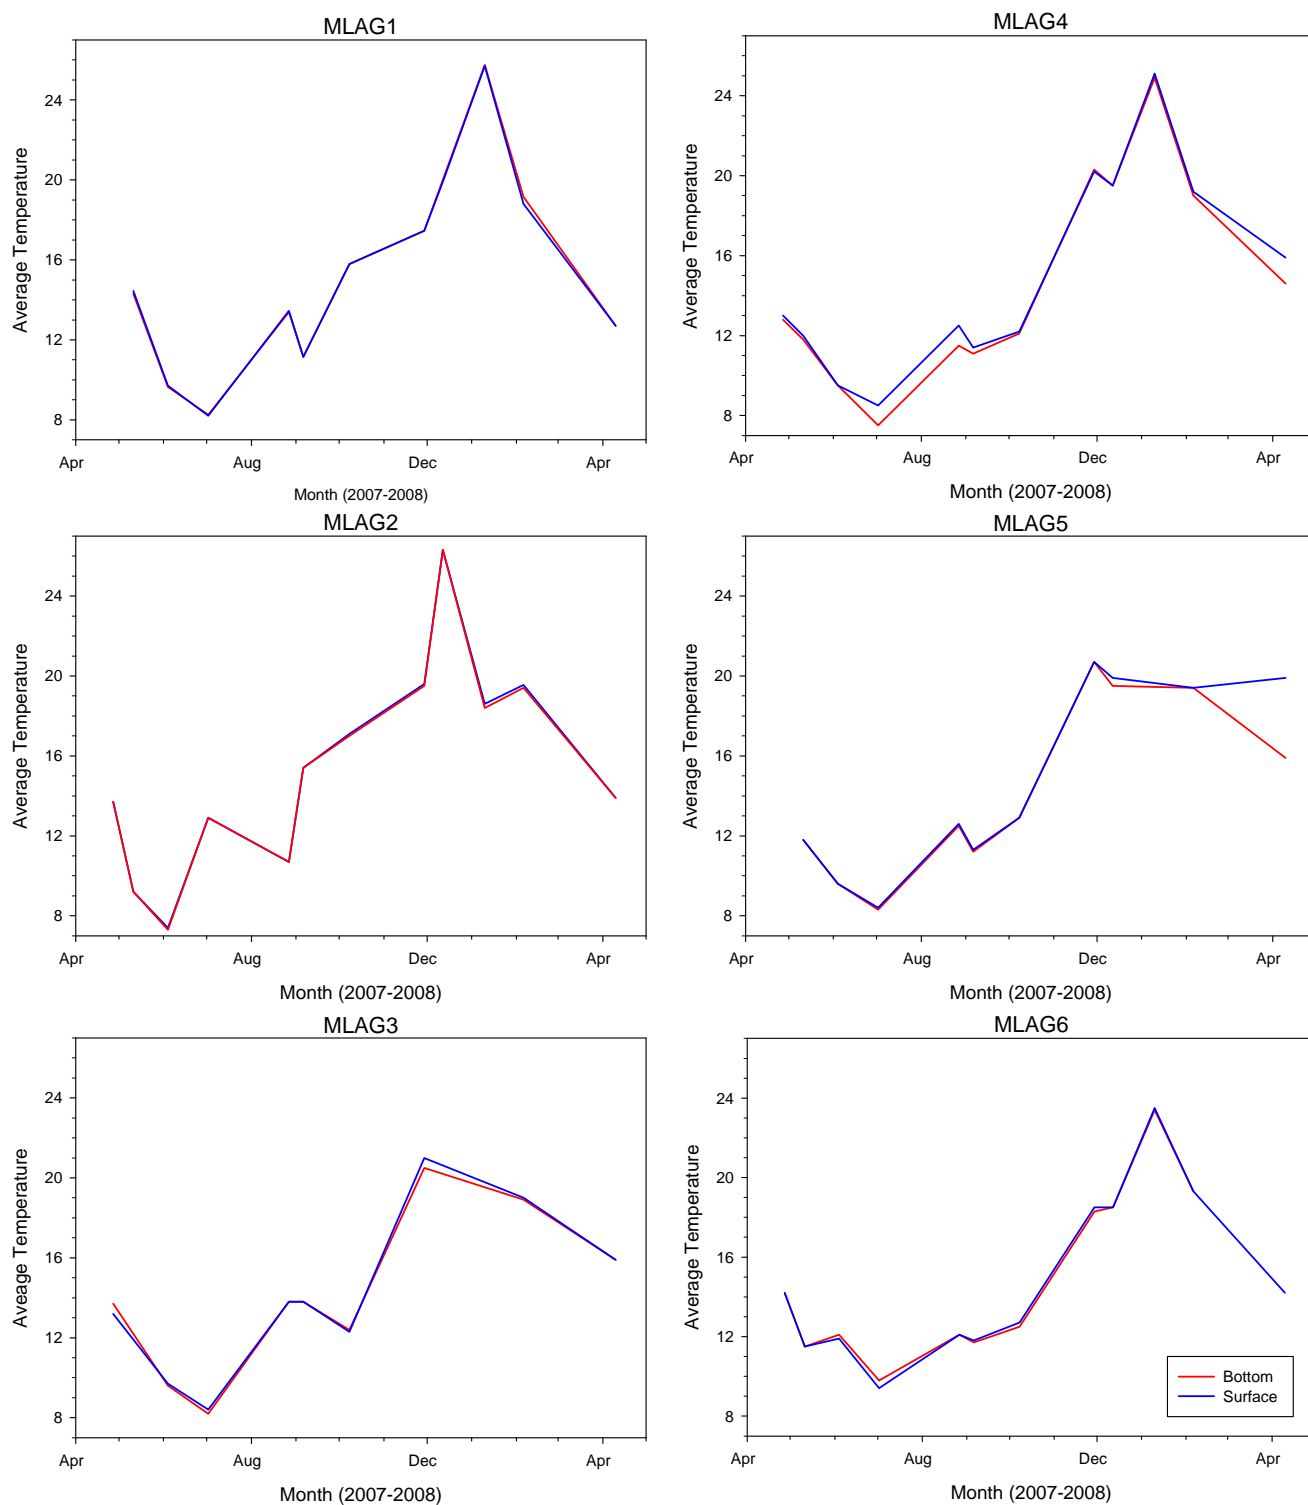 MLAG1
24
20
16
12
8
Average Temperature
Apr Aug Dec Apr
Month (2007-2008)
MLAG4
24
20
16
12
8
Average Temperature
Apr Aug Dec Apr
Month (2007-2008)
MLAG2
24
20
16
12
8
Average Temperature
Apr Aug Dec Apr
Month (2007-2008)
MLAG5
24
20
16
12
8
Average Temperature
Apr Aug Dec Apr
Month (2007-2008)
MLAG3
24
20
16
12
8
Aveage Temperature
Apr Aug Dec Apr
Month (2007-2008)
MLAG6
24
20
16
12
8
Average Temperature
Apr Aug Dec Apr
Month (2007-2008)
Bottom
Surface